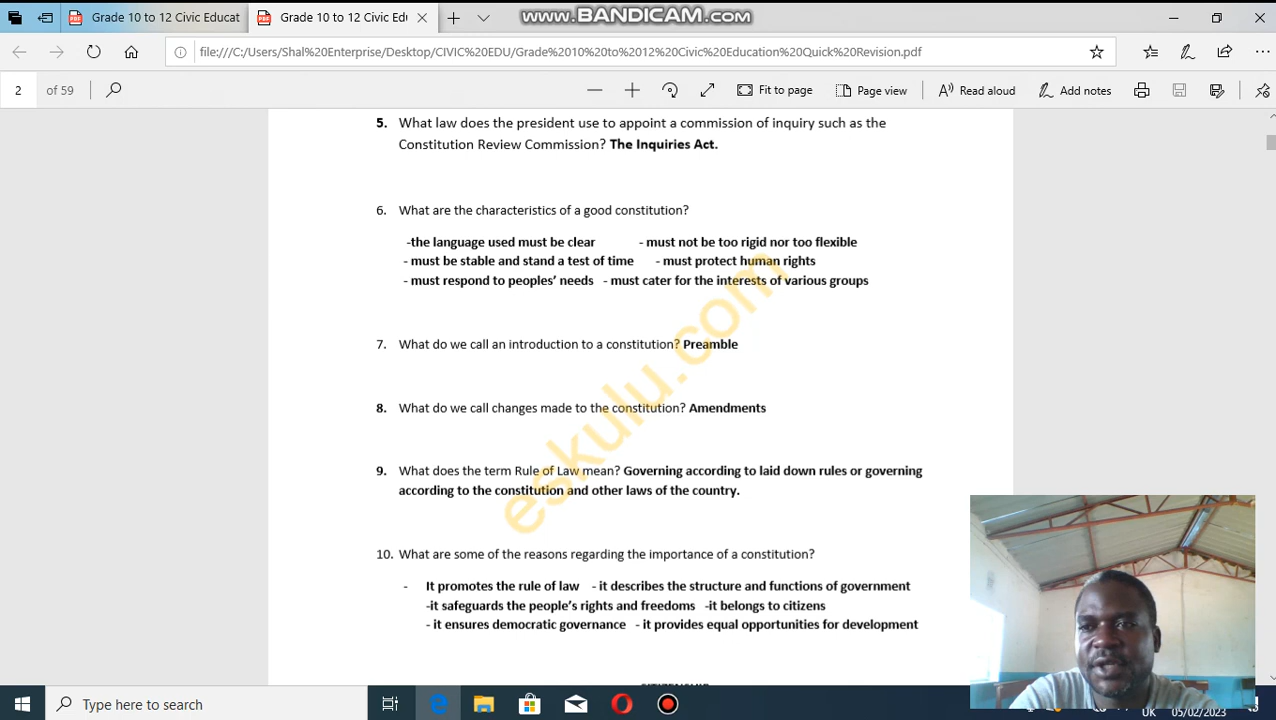 www.BANDICAM.com
Grade 10 to 12 Civic Educat
Grade 10 to 12 Civic Edu
file:///C:/Users/Shal%20Enterprise/Desktop/CIVIC%20EDU/Grade%2010%20to%2012%20Civic%20Education%20Quick%20Revision.pdf
2 of 59
Fit to page
Page view
Read aloud
Add notes
5. What law does the president use to appoint a commission of inquiry such as the
Constitution Review Commission? The Inquiries Act.
6. What are the characteristics of a good constitution?
-the language used must be clear - must not be too rigid nor too flexible
- must be stable and stand a test of time - must protect human rights
- must respond to peoples’ needs - must cater for the interests of various groups
7. What do we call an introduction to a constitution? Preamble
8. What do we call changes made to the constitution? Amendments
9. What does the term Rule of Law mean? Governing according to laid down rules or governing
according to the constitution and other laws of the country.
10. What are some of the reasons regarding the importance of a constitution?
- It promotes the rule of law - it describes the structure and functions of government
-it safeguards the people’s rights and freedoms -it belongs to citizens
- it ensures democratic governance - it provides equal opportunities for development
eskulu.com
Type here to search
UK 05/02/2023